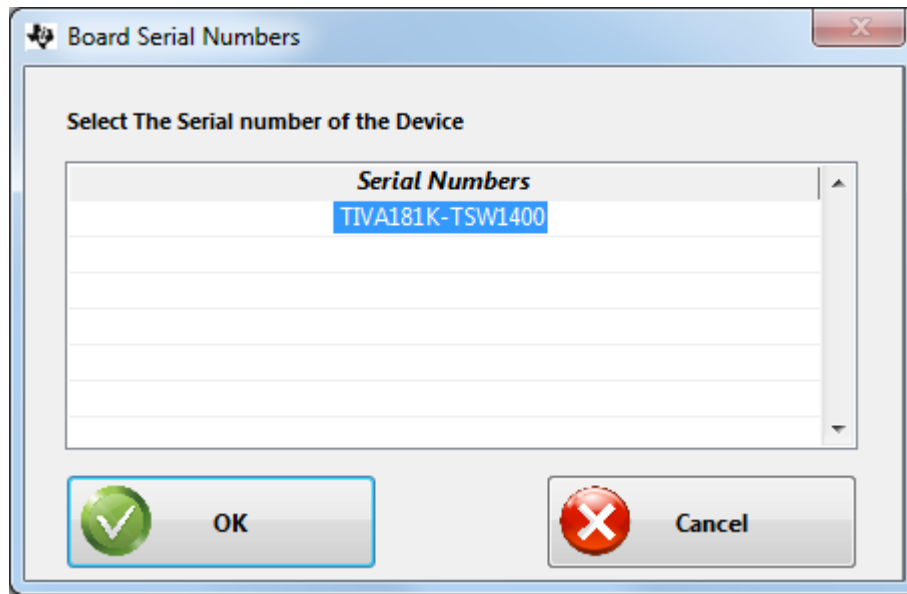 Board Serial Numbers
Select The Serial number of the Device
Serial Numbers
TIVA181K-TSW1400
OK
Cancel